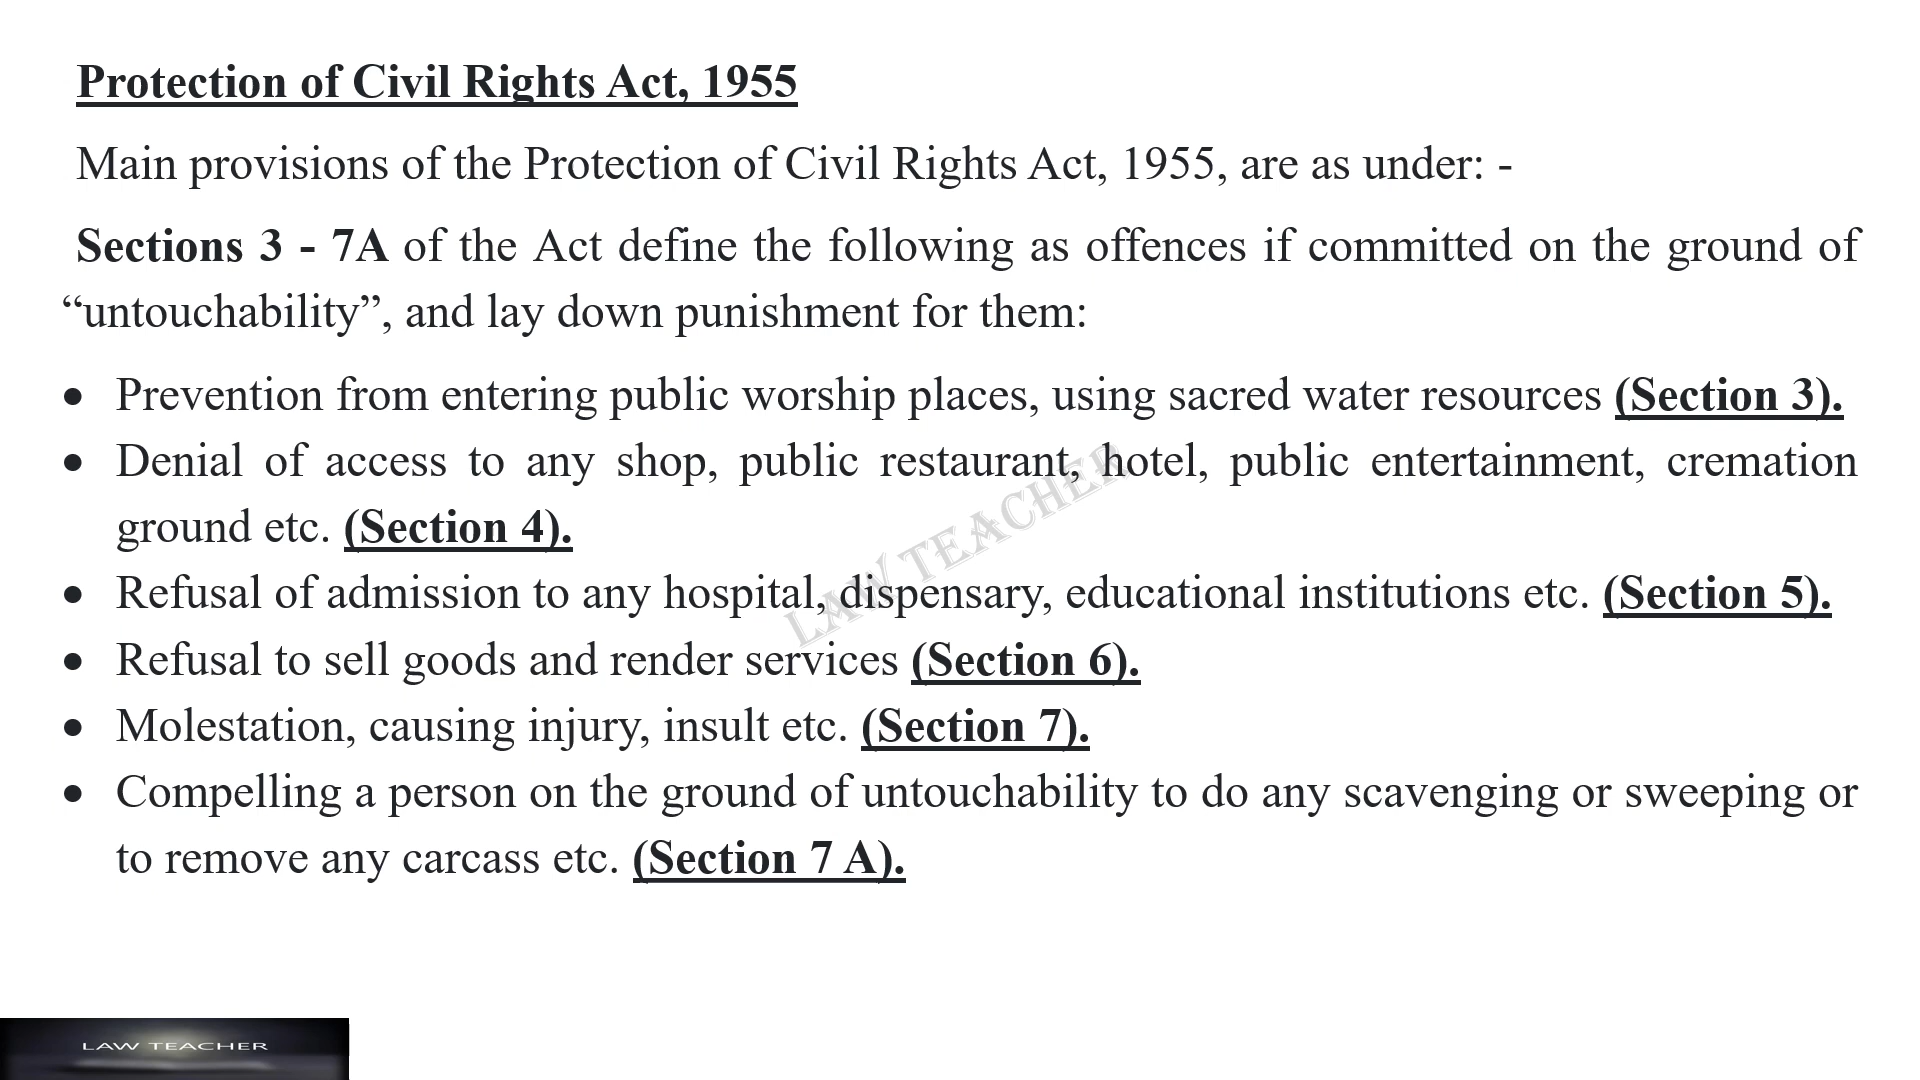 Protection of Civil Rights Act, 1955
Main provisions of the Protection of Civil Rights Act, 1955, are as under: -
Sections 3 - 7A of the Act define the following as offences if committed on the ground of
“untouchability”, and lay down punishment for them:
• Prevention from entering public worship places, using sacred water resources (Section 3).
• Denial of access to any shop, public restaurant, hotel, public entertainment, cremation
ground etc. (Section 4).
• Refusal of admission to any hospital, dispensary, educational institutions etc. (Section 5).
• Refusal to sell goods and render services (Section 6).
• Molestation, causing injury, insult etc. (Section 7).
• Compelling a person on the ground of untouchability to do any scavenging or sweeping or
to remove any carcass etc. (Section 7 A).
LAW TEACHER
LAW TEACHER